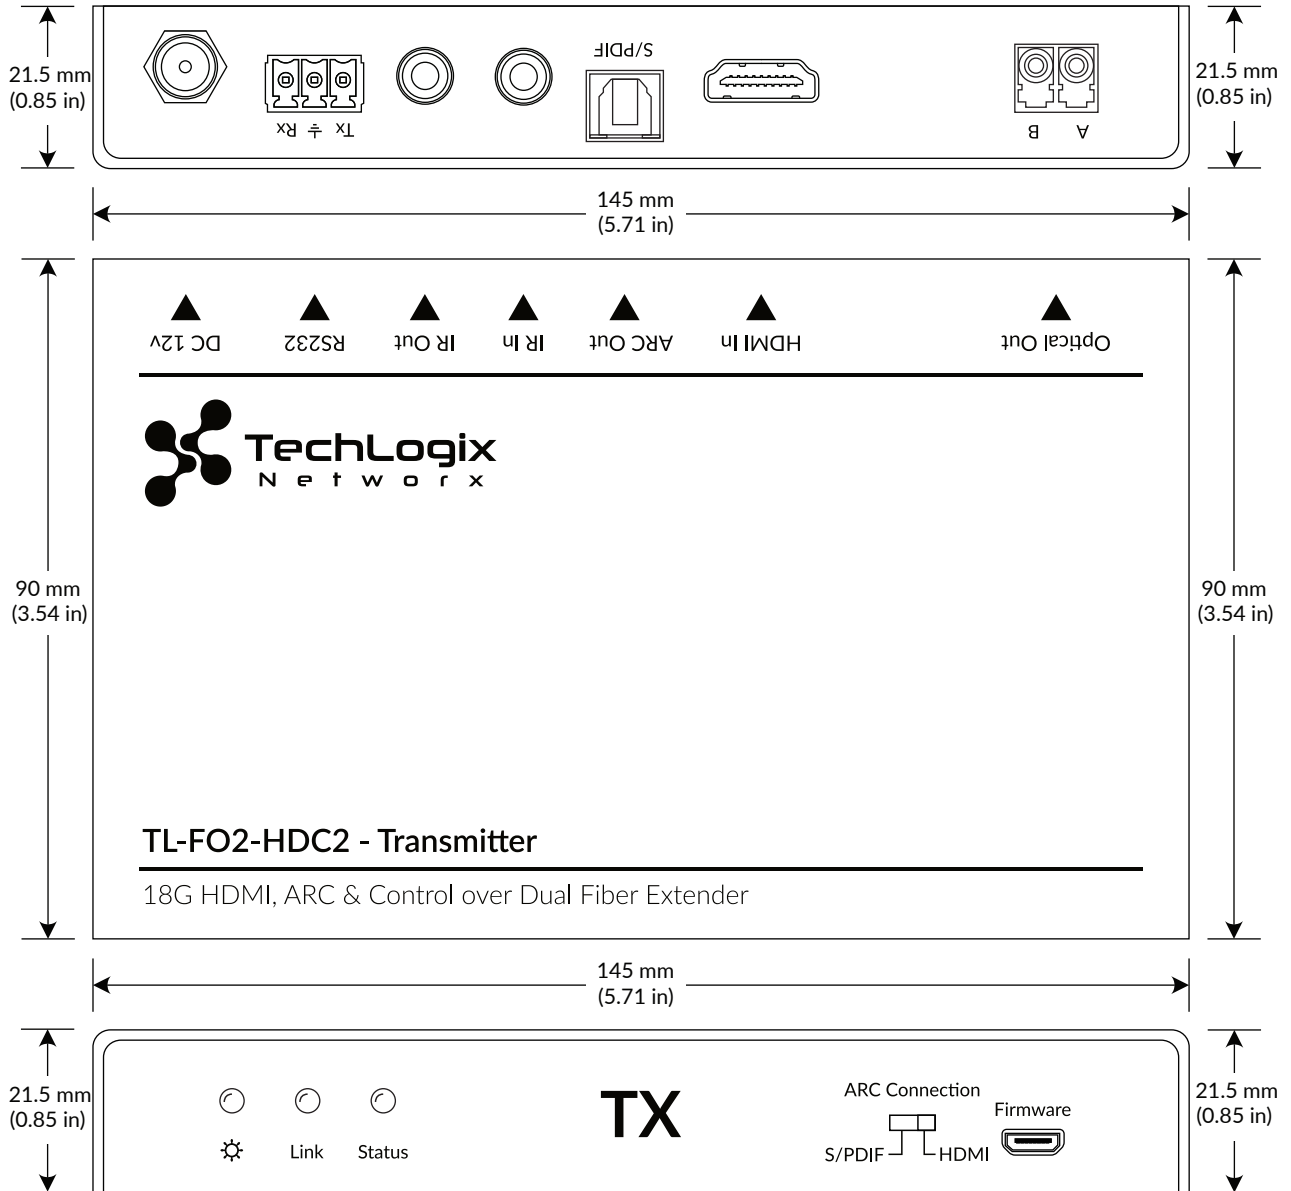 S/PDIF
21.5 mm
(0.85 in)
21.5 mm
(0.85 in)
Rx Tx
B A
145 mm
(5.71 in)
DC 12v RS232 IR Out IR In ARC Out HDMI In Optical Out
TechLogix
Networx
90 mm
(3.54 in)
90 mm
(3.54 in)
TL-FO2-HDC2 - Transmitter
18G HDMI, ARC & Control over Dual Fiber Extender
145 mm
(5.71 in)
21.5 mm
(0.85 in)
21.5 mm
(0.85 in)
TX
ARC Connection
Firmware
Link Status
S/PDIF HDMI